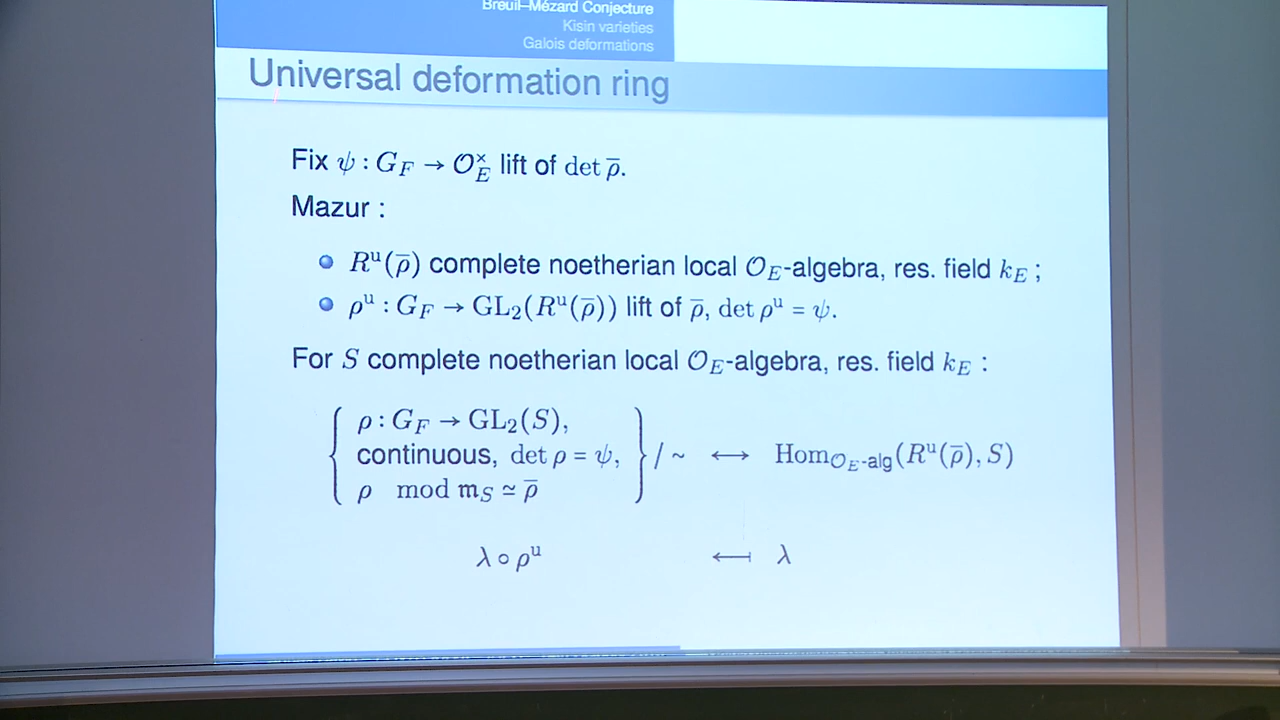 Breuil–Mézard Conjecture
Kisin varieties
Galois deformations
Universal deformation ring
Fix ψ : G_F → 𝒪_E^× lift of det ρ̅.
Mazur :
R^u(ρ̅) complete noetherian local 𝒪_E-algebra, res. field k_E ;
ρ^u : G_F → GL_2(R^u(ρ̅)) lift of ρ̅, det ρ^u = ψ.
For S complete noetherian local 𝒪_E-algebra, res. field k_E :
{ ρ : G_F → GL_2(S),
continuous, det ρ = ψ, } / ~ ⟷ Hom_{𝒪_E-alg}(R^u(ρ̅), S)
ρ mod 𝔪_S ≃ ρ̅
λ ∘ ρ^u ⟻ λ